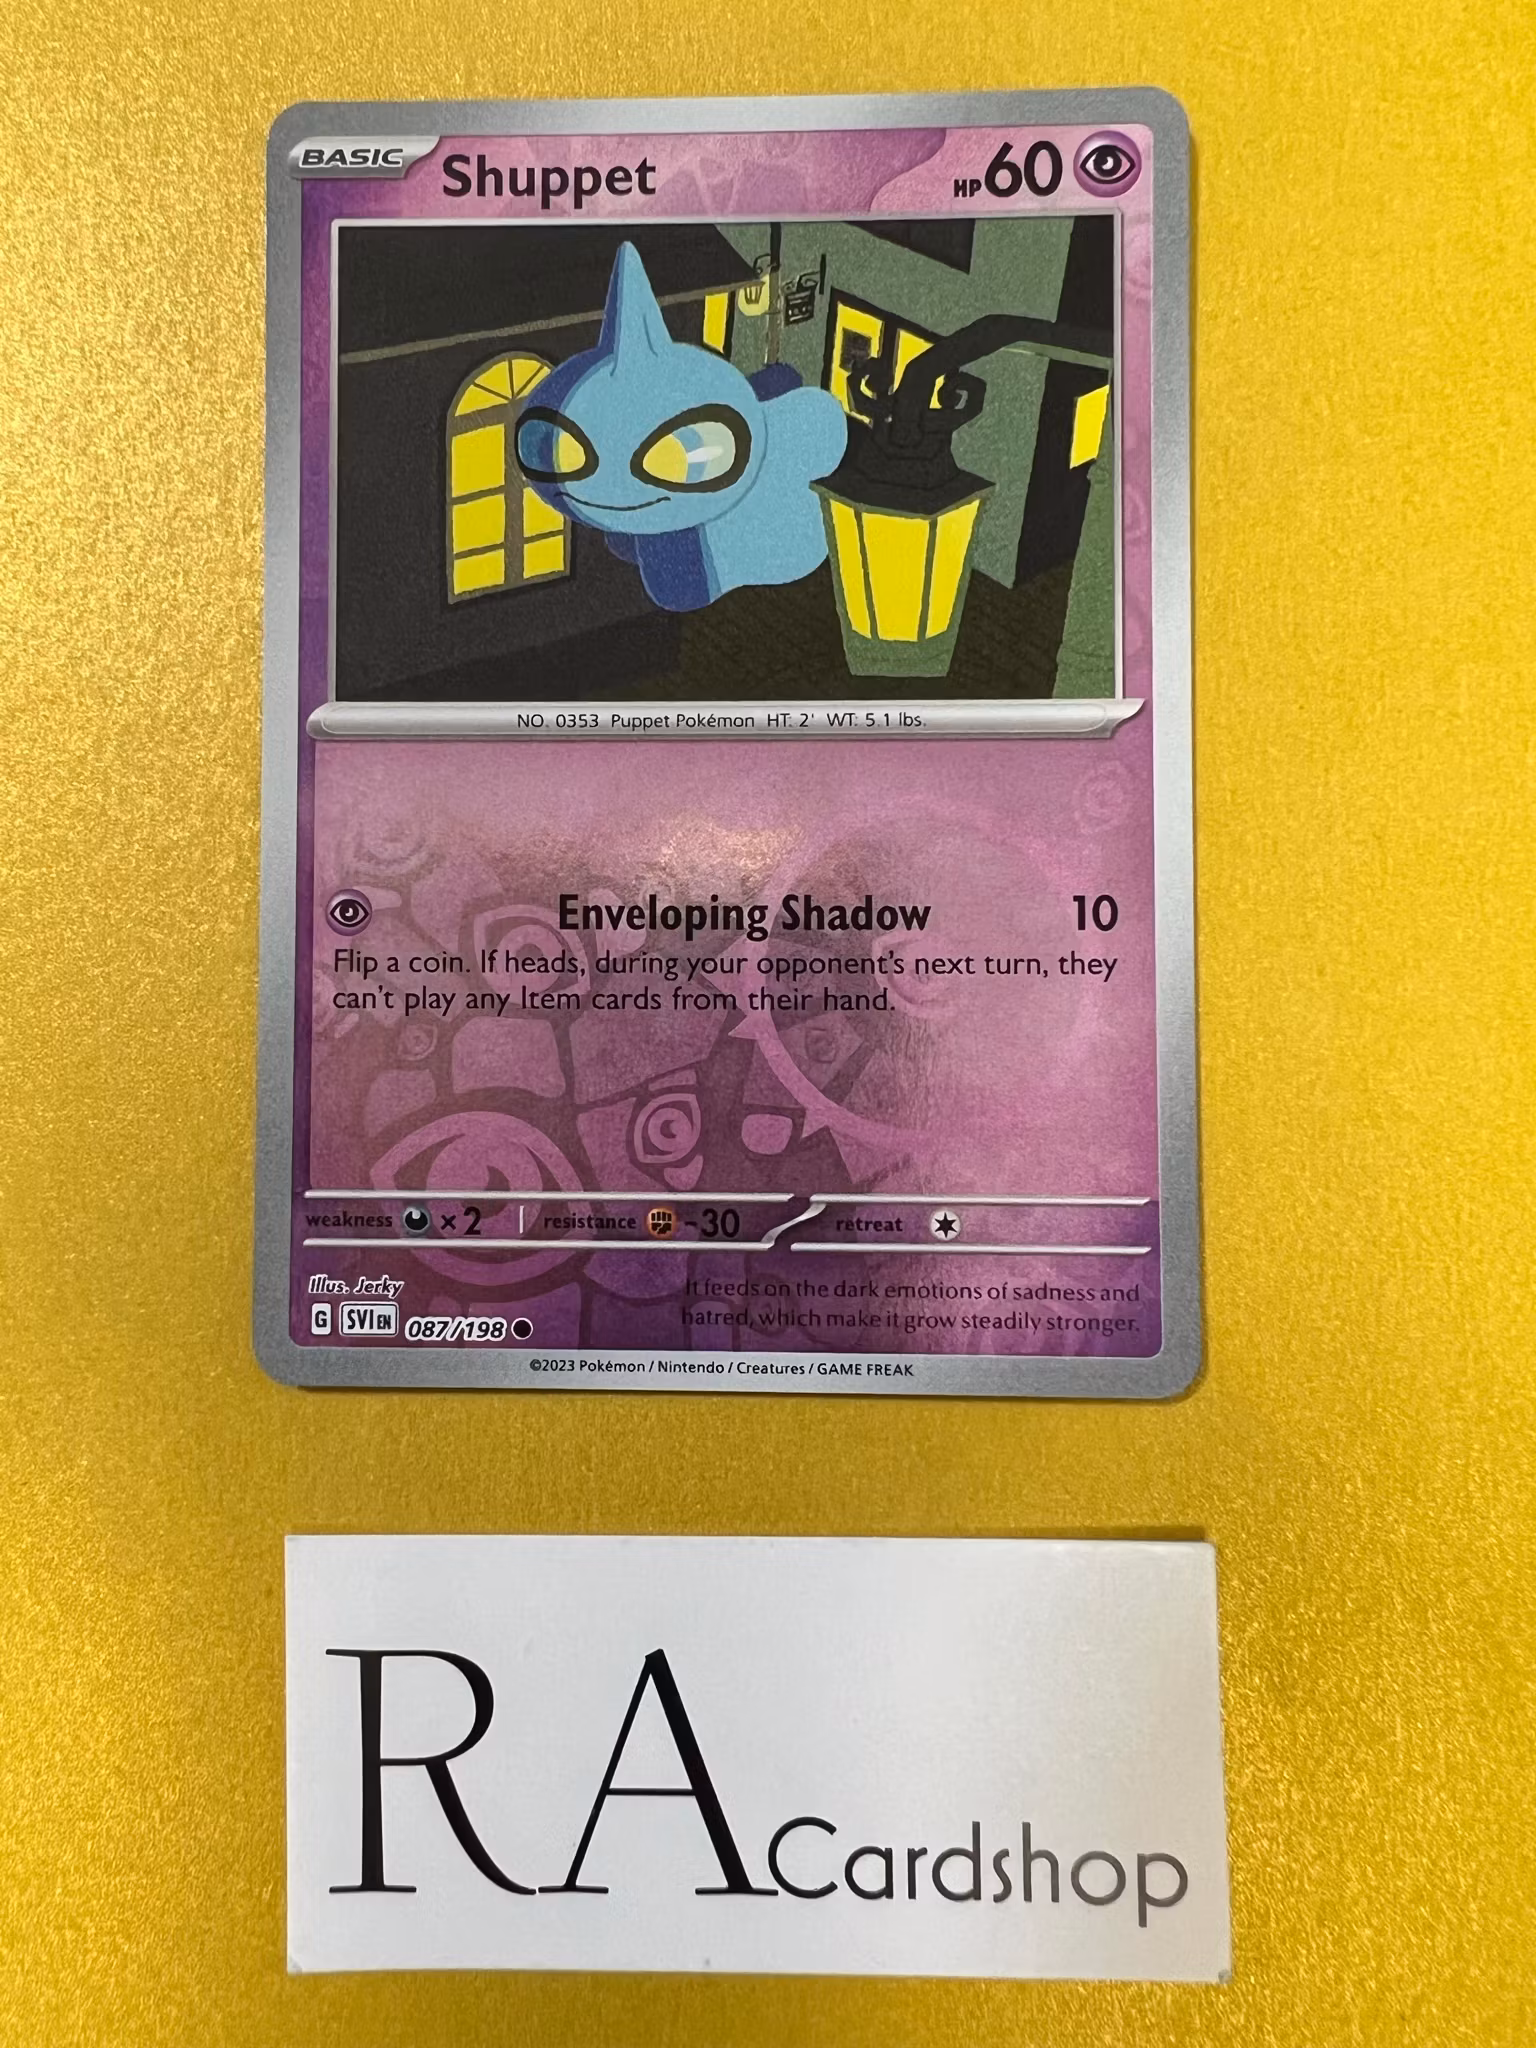 BASIC Shuppet HP 60
NO. 0353 Puppet Pokémon HT: 2' WT: 5.1 lbs.
Enveloping Shadow 10
Flip a coin. If heads, during your opponent's next turn, they
can't play any Item cards from their hand.
weakness ×2 resistance -30 retreat
Illus. Jerky
It feeds on the dark emotions of sadness and
hatred, which make it grow steadily stronger.
G SVI EN 087/198
©2023 Pokémon / Nintendo / Creatures / GAME FREAK
RA Cardshop